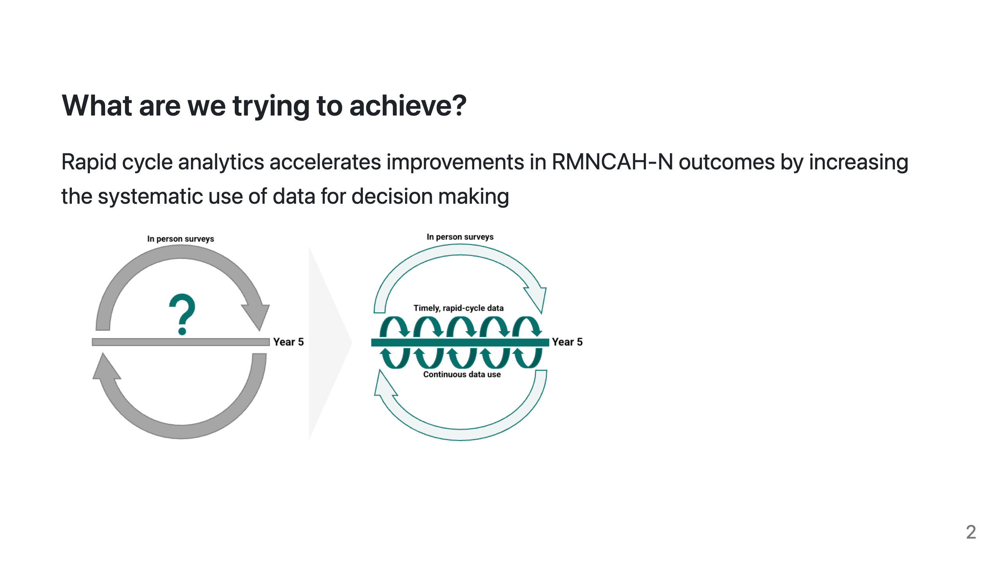 What are we trying to achieve?
Rapid cycle analytics accelerates improvements in RMNCAH-N outcomes by increasing
the systematic use of data for decision making
In person surveys
?
Year 5
In person surveys
Timely, rapid-cycle data
Year 5
Continuous data use
2